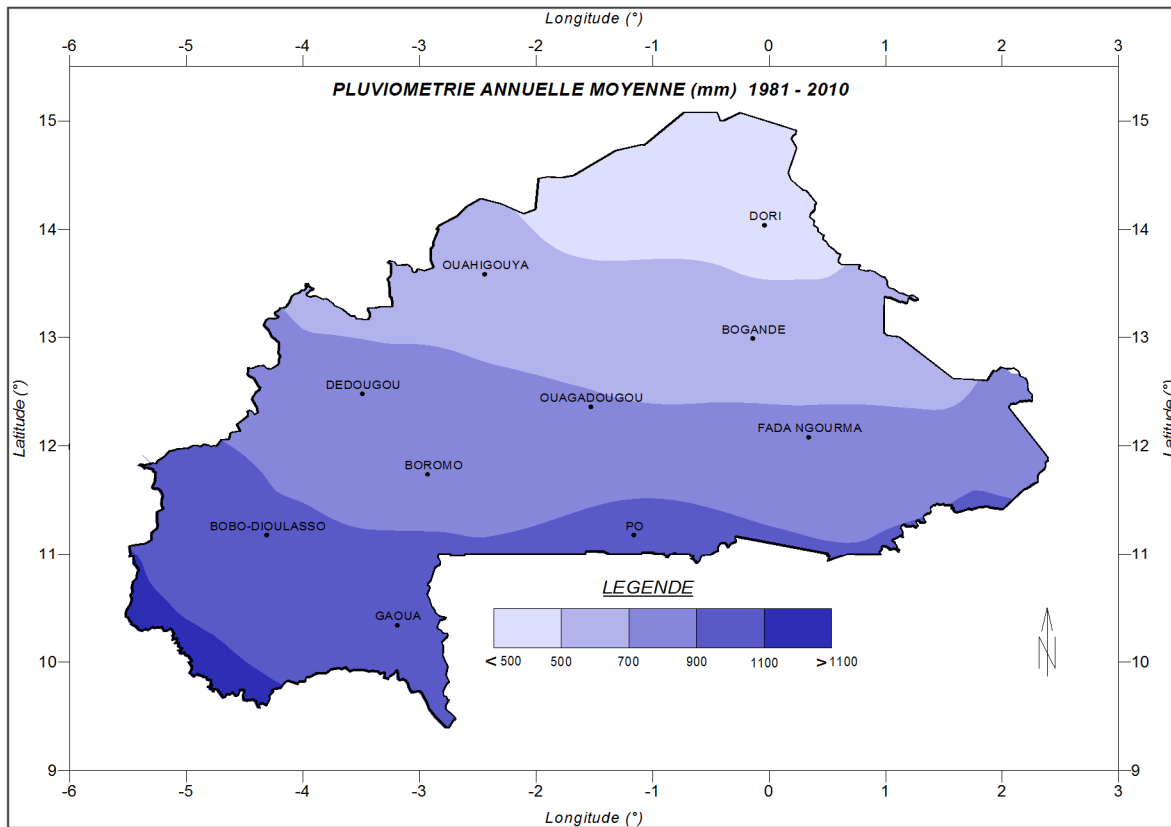 Longitude (°)
-6 -5 -4 -3 -2 -1 0 1 2 3
PLUVIOMETRIE ANNUELLE MOYENNE (mm) 1981 - 2010
15 15
14 14
13 13
12 12
11 11
10 10
9 9
Latitude (°)
Latitude (°)
DORI
OUAHIGOUYA
BOGANDE
DEDOUGOU
OUAGADOUGOU
FADA NGOURMA
BOROMO
BOBO-DIOULASSO
PO
GAOUA
LEGENDE
<500 500 700 900 1100 >1100
N
-6 -5 -4 -3 -2 -1 0 1 2 3
Longitude (°)